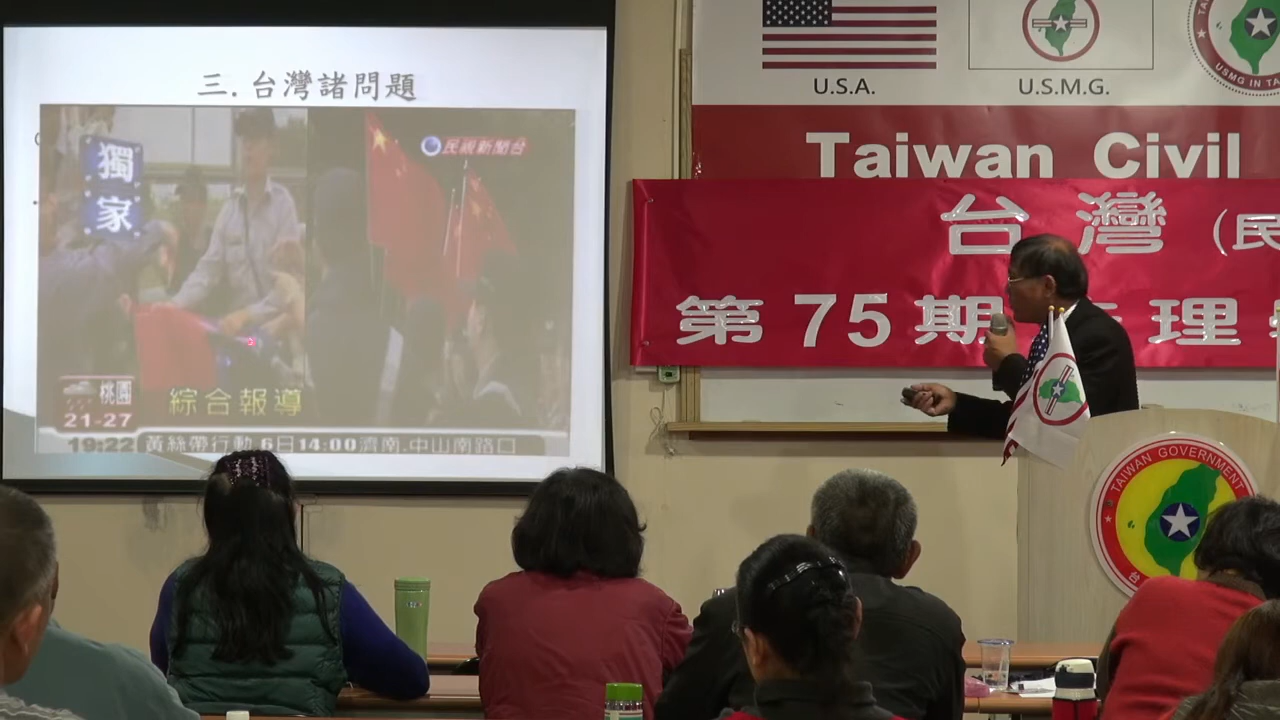 三. 台灣諸問題
獨家
民視新聞台
桃園
21-27
綜合報導
19:22 黃絲帶行動, 6日14:00濟南.中山南路口
U.S.A.
U.S.M.G.
USMG IN TA
Taiwan Civil
台灣(民
第75期
理
TAIWAN GOVERNMENT